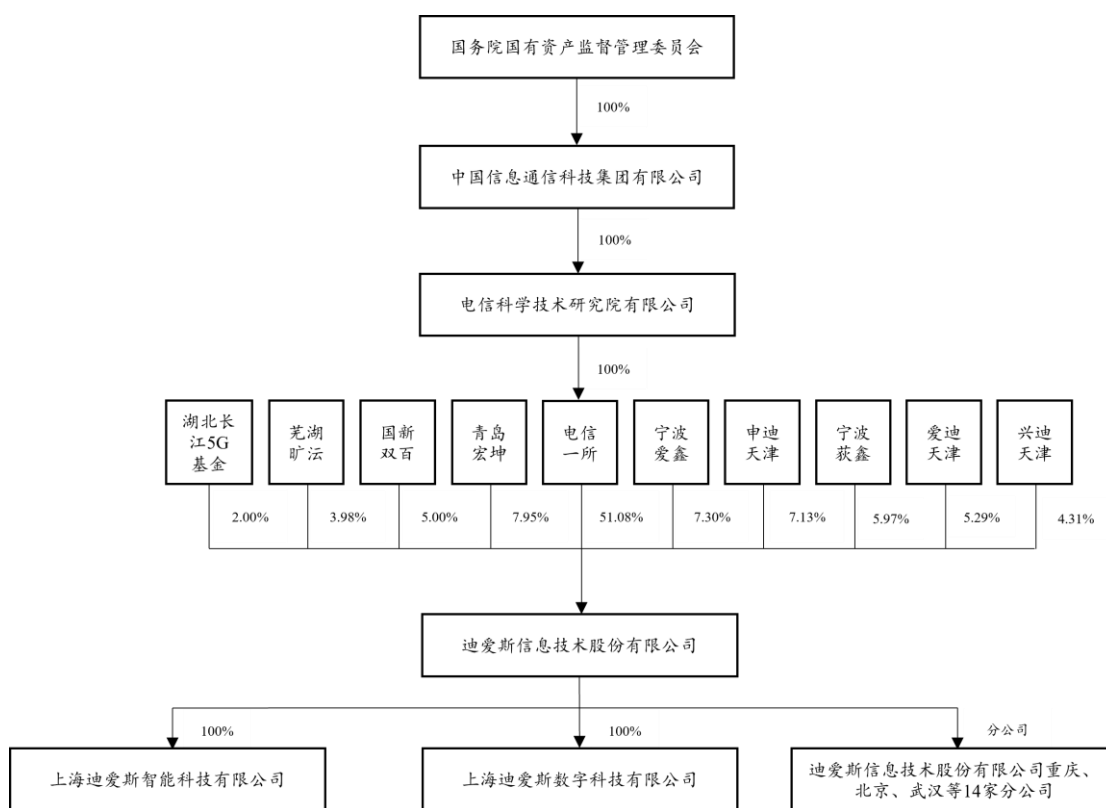 国务院国有资产监督管理委员会
100%
中国信息通信科技集团有限公司
100%
电信科学技术研究院有限公司
100%
湖北长
江5G
基金
芜湖
旷沄
国新
双百
青岛
宏坤
电信
一所
宁波
爱鑫
申迪
天津
宁波
荻鑫
爱迪
天津
兴迪
天津
2.00%
3.98%
5.00%
7.95%
51.08%
7.30%
7.13%
5.97%
5.29%
4.31%
迪爱斯信息技术股份有限公司
100%
100%
分公司
上海迪爱斯智能科技有限公司
上海迪爱斯数字科技有限公司
迪爱斯信息技术股份有限公司重庆、
北京、武汉等14家分公司